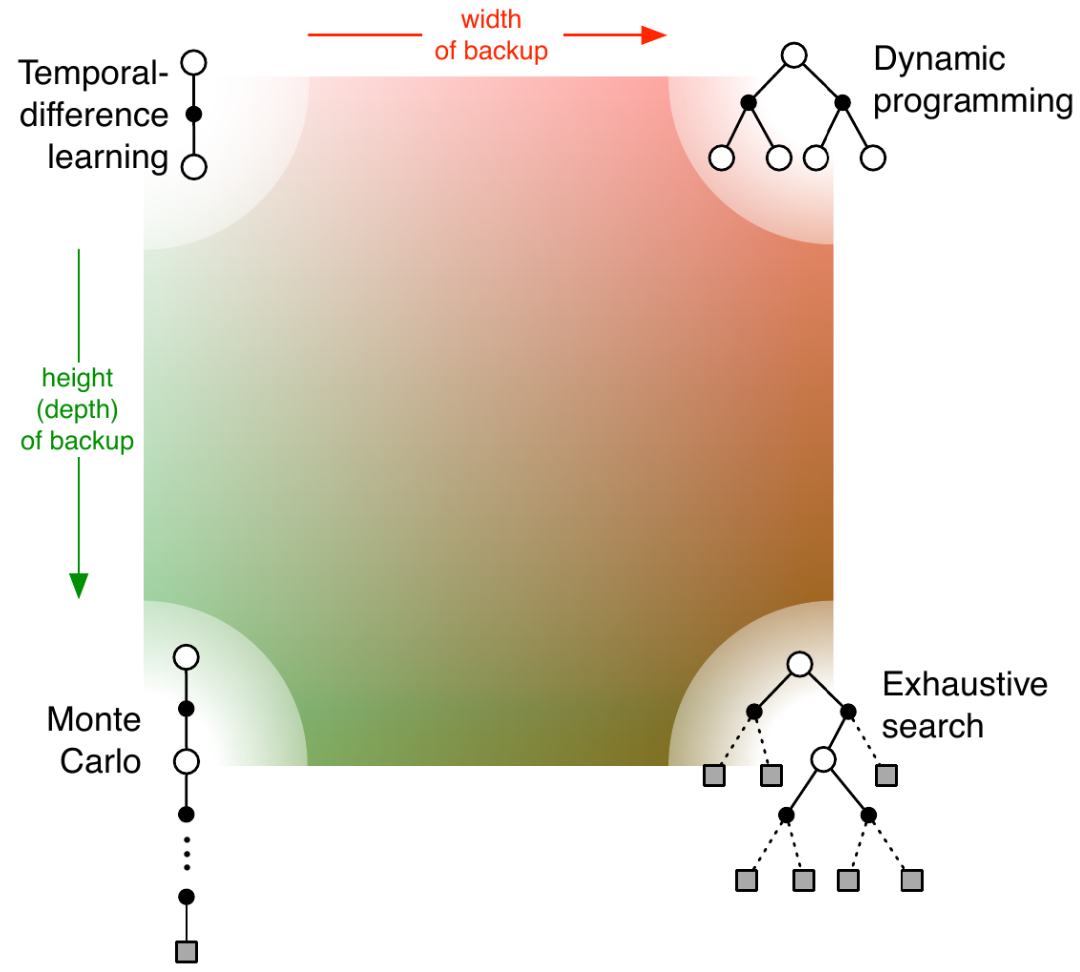 width
of backup
Temporal-
difference
learning
Dynamic
programming
height
(depth)
of backup
Monte
Carlo
Exhaustive
search